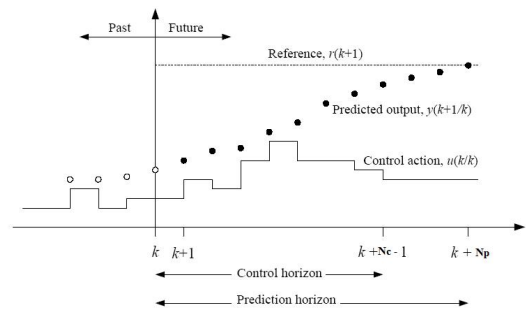 Past Future
Reference, r(k+1)
Predicted output, y(k+1/k)
Control action, u(k/k)
k k+1 k +Nc - 1 k + Np
Control horizon
Prediction horizon